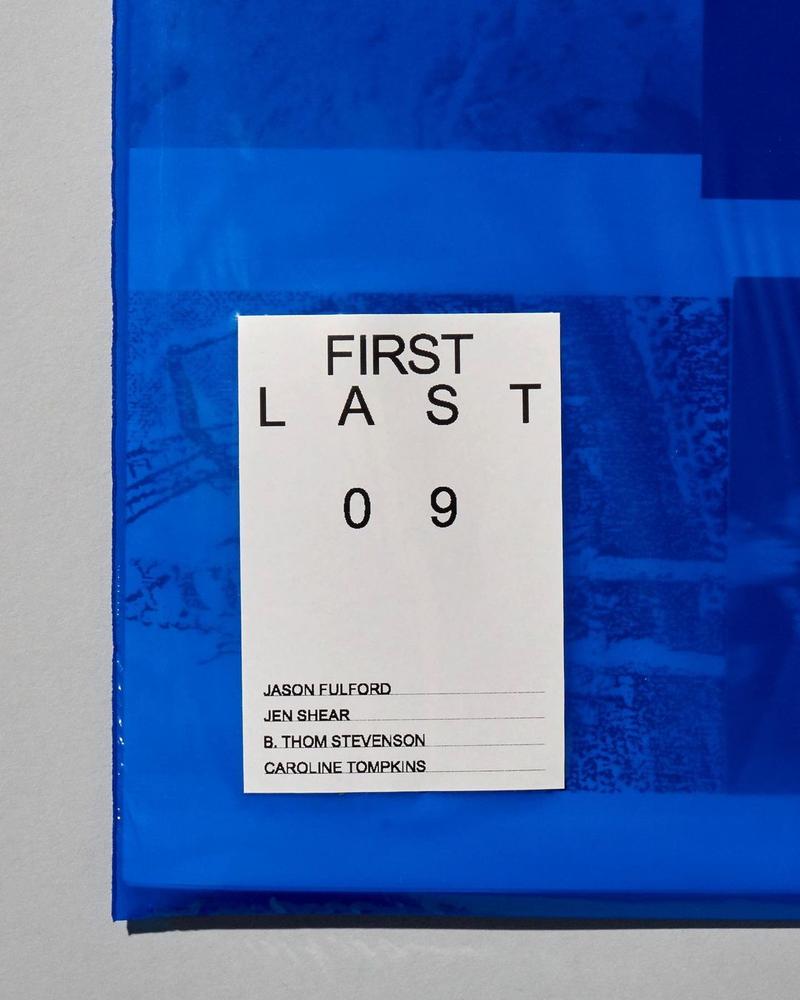 FIRST
L A S T
0 9
JASON FULFORD
JEN SHEAR
B. THOM STEVENSON
CAROLINE TOMPKINS